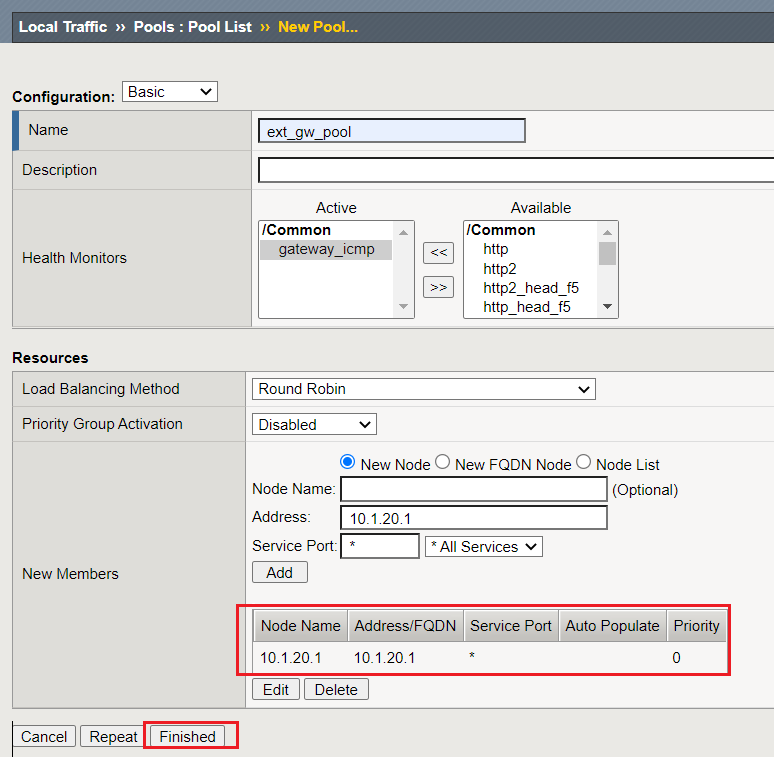 Local Traffic ›› Pools : Pool List ›› New Pool...
Configuration: Basic
Name ext_gw_pool
Description
Active Available
/Common /Common
gateway_icmp << http
http2
Health Monitors
>> http2_head_f5
http_head_f5
Resources
Load Balancing Method Round Robin
Priority Group Activation Disabled
New Node New FQDN Node Node List
Node Name: (Optional)
Address: 10.1.20.1
Service Port: * * All Services
New Members Add
Node Name Address/FQDN Service Port Auto Populate Priority
10.1.20.1 10.1.20.1 * 0
Edit Delete
Cancel Repeat Finished